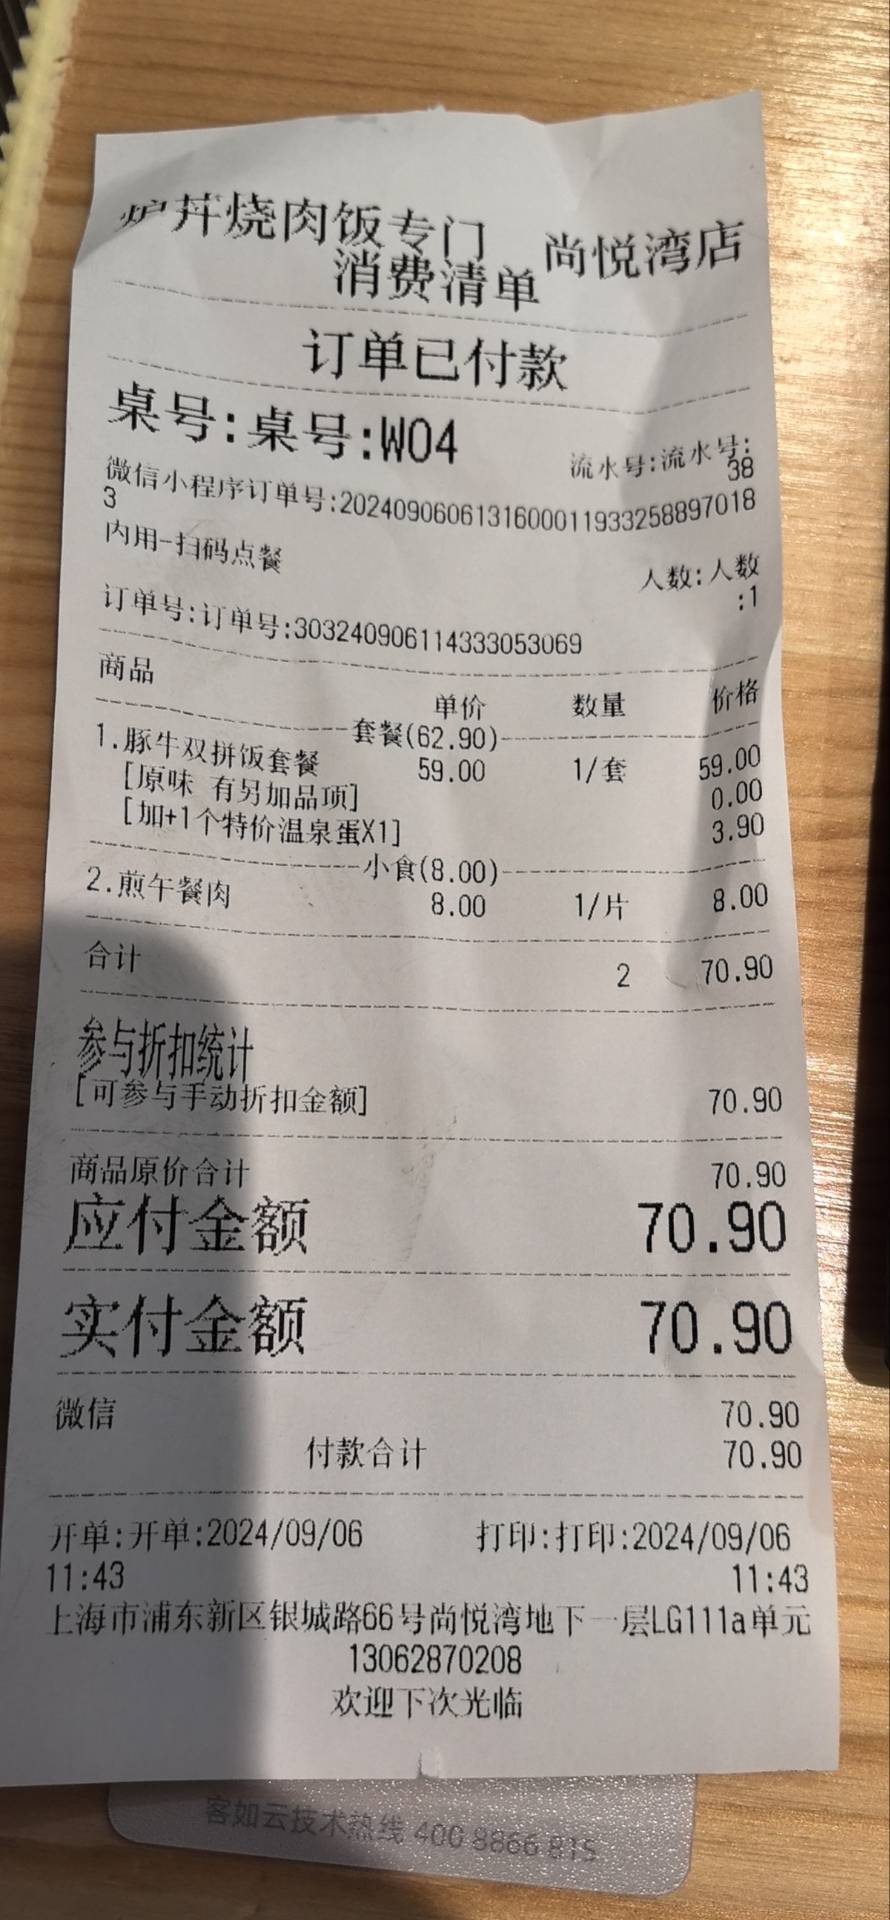 炉丼烧肉饭专门 尚悦湾店
消费清单
订单已付款
桌号:桌号:W04
流水号:流水号:
38
微信小程序订单号:2024090606131600011933258897018
3
内用-扫码点餐
人数:人数
:1
订单号:订单号:303240906114333053069
商品 单价 数量 价格
套餐(62.90)
1.豚牛双拼饭套餐 59.00 1/套 59.00
[原味 有另加品项] 0.00
[加+1个特价温泉蛋X1] 3.90
小食(8.00)
2.煎午餐肉 8.00 1/片 8.00
合计 2 70.90
参与折扣统计
[可参与手动折扣金额] 70.90
商品原价合计 70.90
应付金额 70.90
实付金额 70.90
微信 70.90
付款合计 70.90
开单:开单:2024/09/06 打印:打印:2024/09/06
11:43 11:43
上海市浦东新区银城路66号尚悦湾地下一层LG111a单元
13062870208
欢迎下次光临
客如云技术热线 400 8866 815